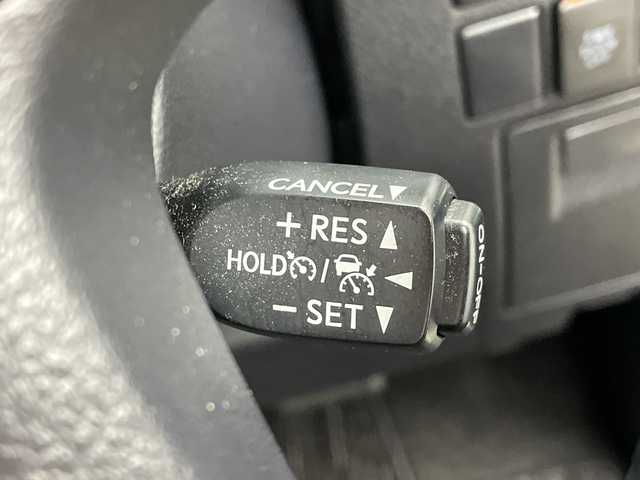 CANCEL▼
+ RES ▲
HOLD / ◀
− SET ▼
ON-OFF